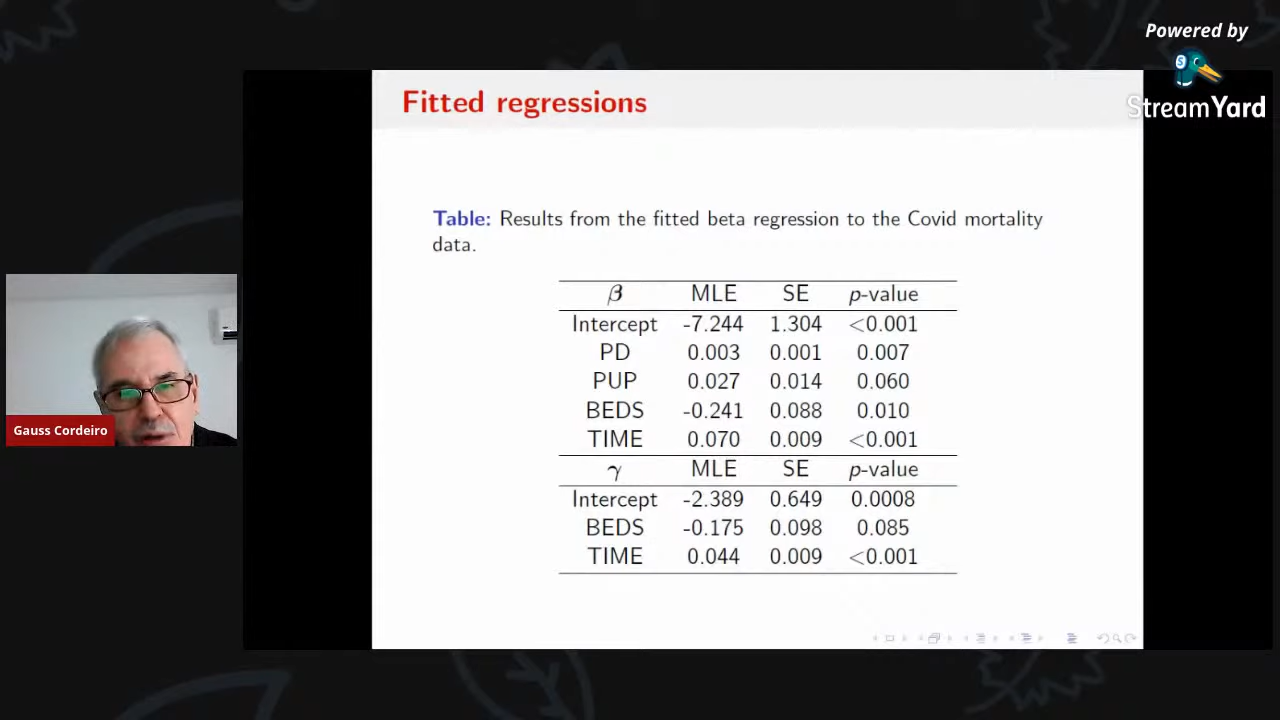 Powered by
StreamYard
Fitted regressions
Table: Results from the fitted beta regression to the Covid mortality
data.
β MLE SE p-value
Intercept -7.244 1.304 <0.001
PD 0.003 0.001 0.007
PUP 0.027 0.014 0.060
BEDS -0.241 0.088 0.010
TIME 0.070 0.009 <0.001
γ MLE SE p-value
Intercept -2.389 0.649 0.0008
BEDS -0.175 0.098 0.085
TIME 0.044 0.009 <0.001
Gauss Cordeiro